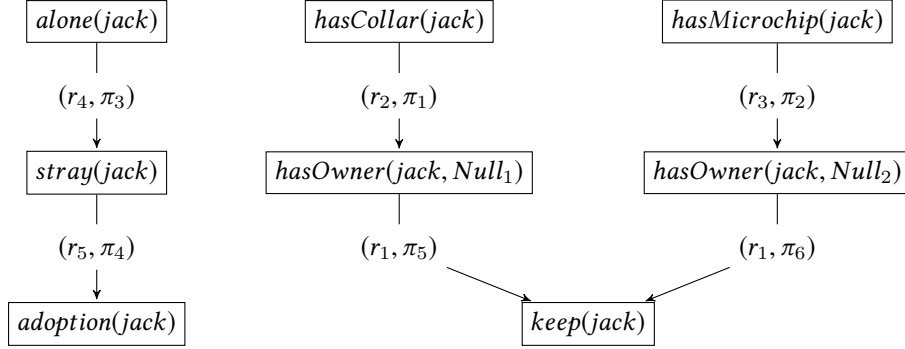 alone(jack) hasCollar(jack) hasMicrochip(jack)
(r₄, π₃) (r₂, π₁) (r₃, π₂)
stray(jack) hasOwner(jack, Null₁) hasOwner(jack, Null₂)
(r₅, π₄) (r₁, π₅) (r₁, π₆)
adoption(jack) keep(jack)